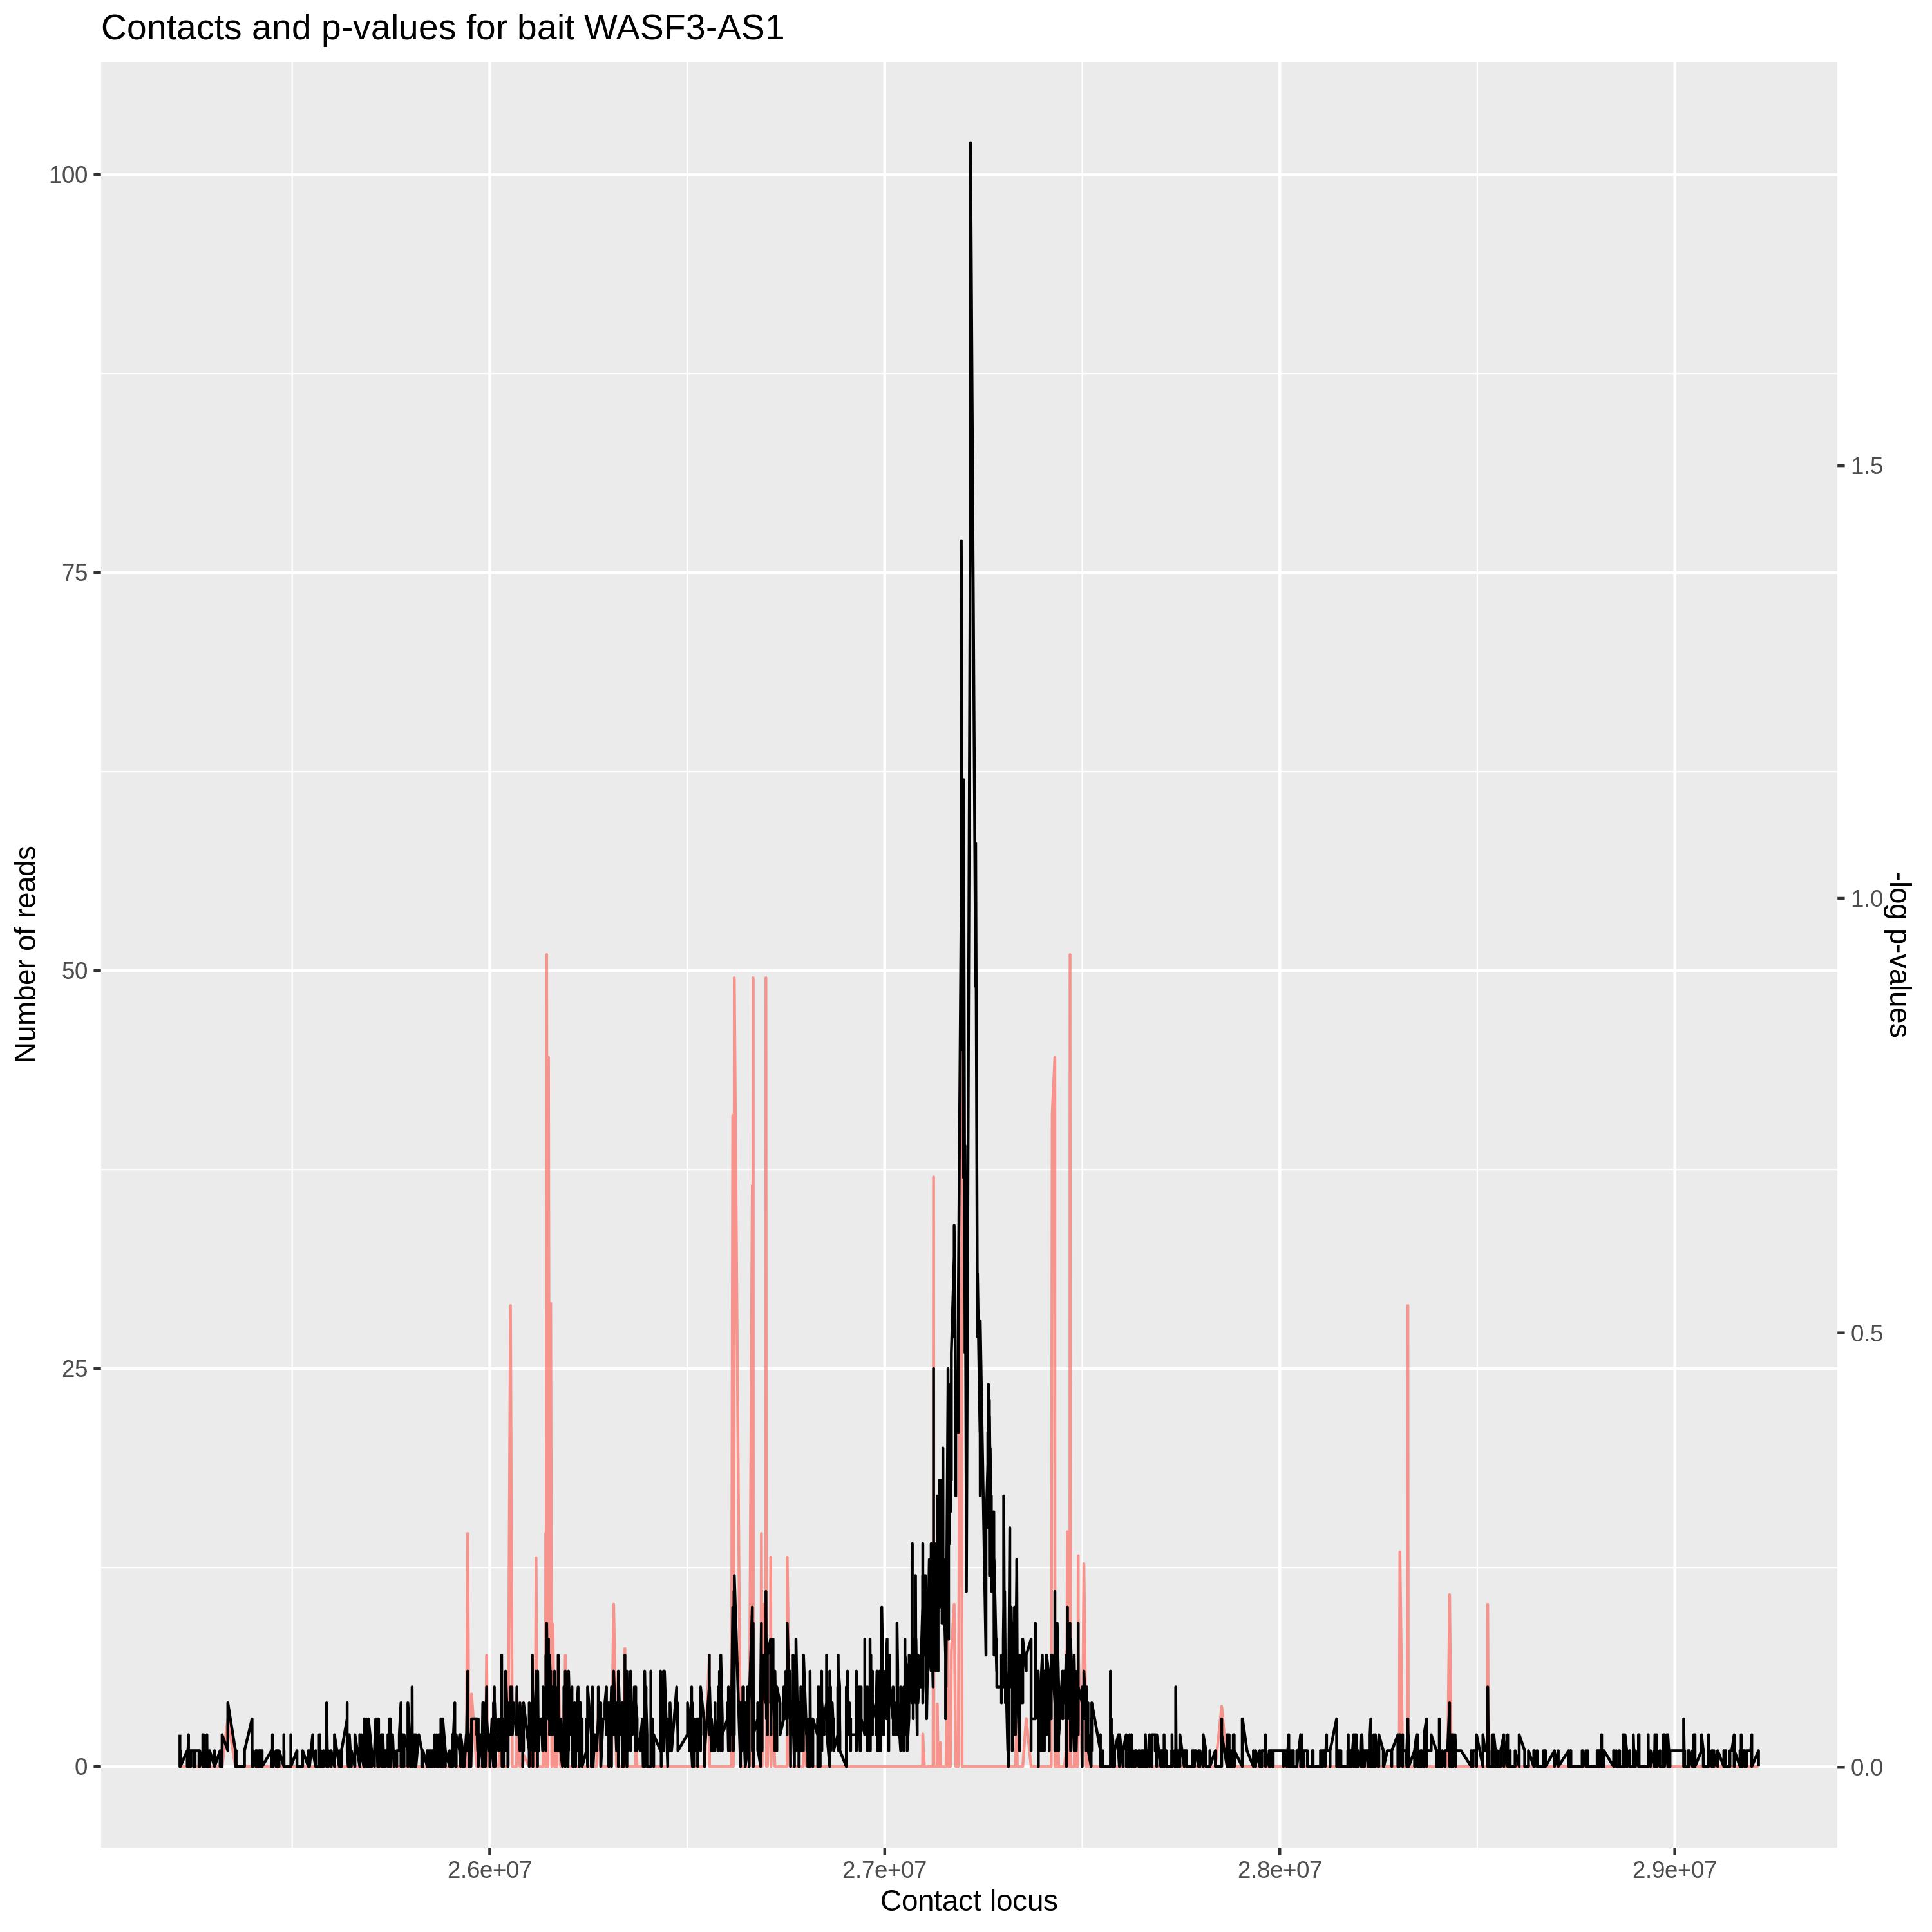 Contacts and p-values for bait WASF3-AS1
100
75
50
25
0
Number of reads
1.5
1.0
0.5
0.0
-log p-values
2.6e+07
2.7e+07
2.8e+07
2.9e+07
Contact locus